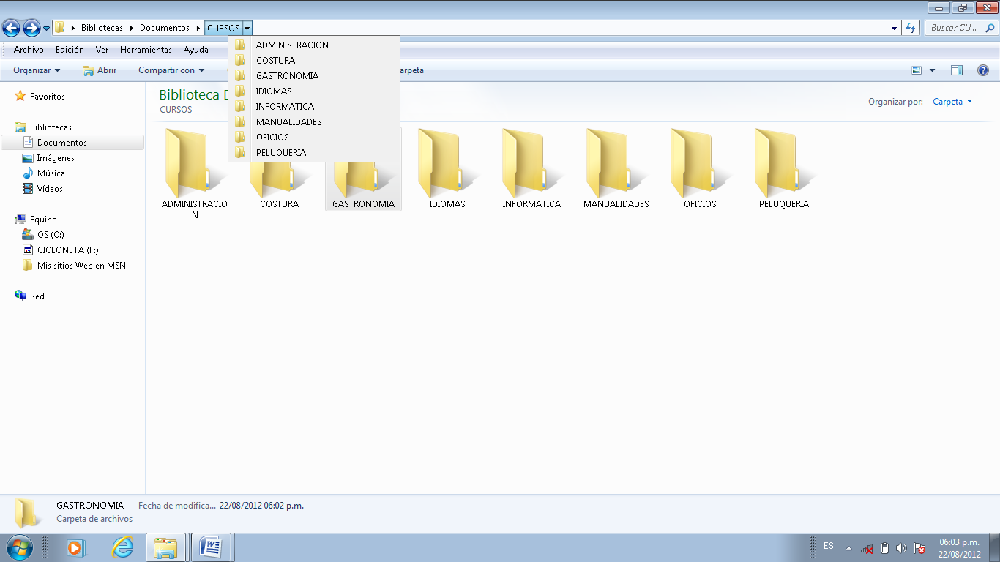 Bibliotecas Documentos CURSOS
Buscar CU...
Archivo Edición Ver Herramientas Ayuda
Organizar Abrir Compartir con arpeta
ADMINISTRACION
COSTURA
GASTRONOMIA
IDIOMAS
INFORMATICA
MANUALIDADES
OFICIOS
PELUQUERIA
Favoritos
Bibliotecas
Documentos
Imágenes
Música
Vídeos
Equipo
OS (C:)
CICLONETA (F:)
Mis sitios Web en MSN
Red
Biblioteca D
CURSOS
Organizar por: Carpeta
ADMINISTRACIO
N
COSTURA
GASTRONOMIA
IDIOMAS
INFORMATICA
MANUALIDADES
OFICIOS
PELUQUERIA
GASTRONOMIA Fecha de modifica... 22/08/2012 06:02 p.m.
Carpeta de archivos
ES
06:03 p.m.
22/08/2012